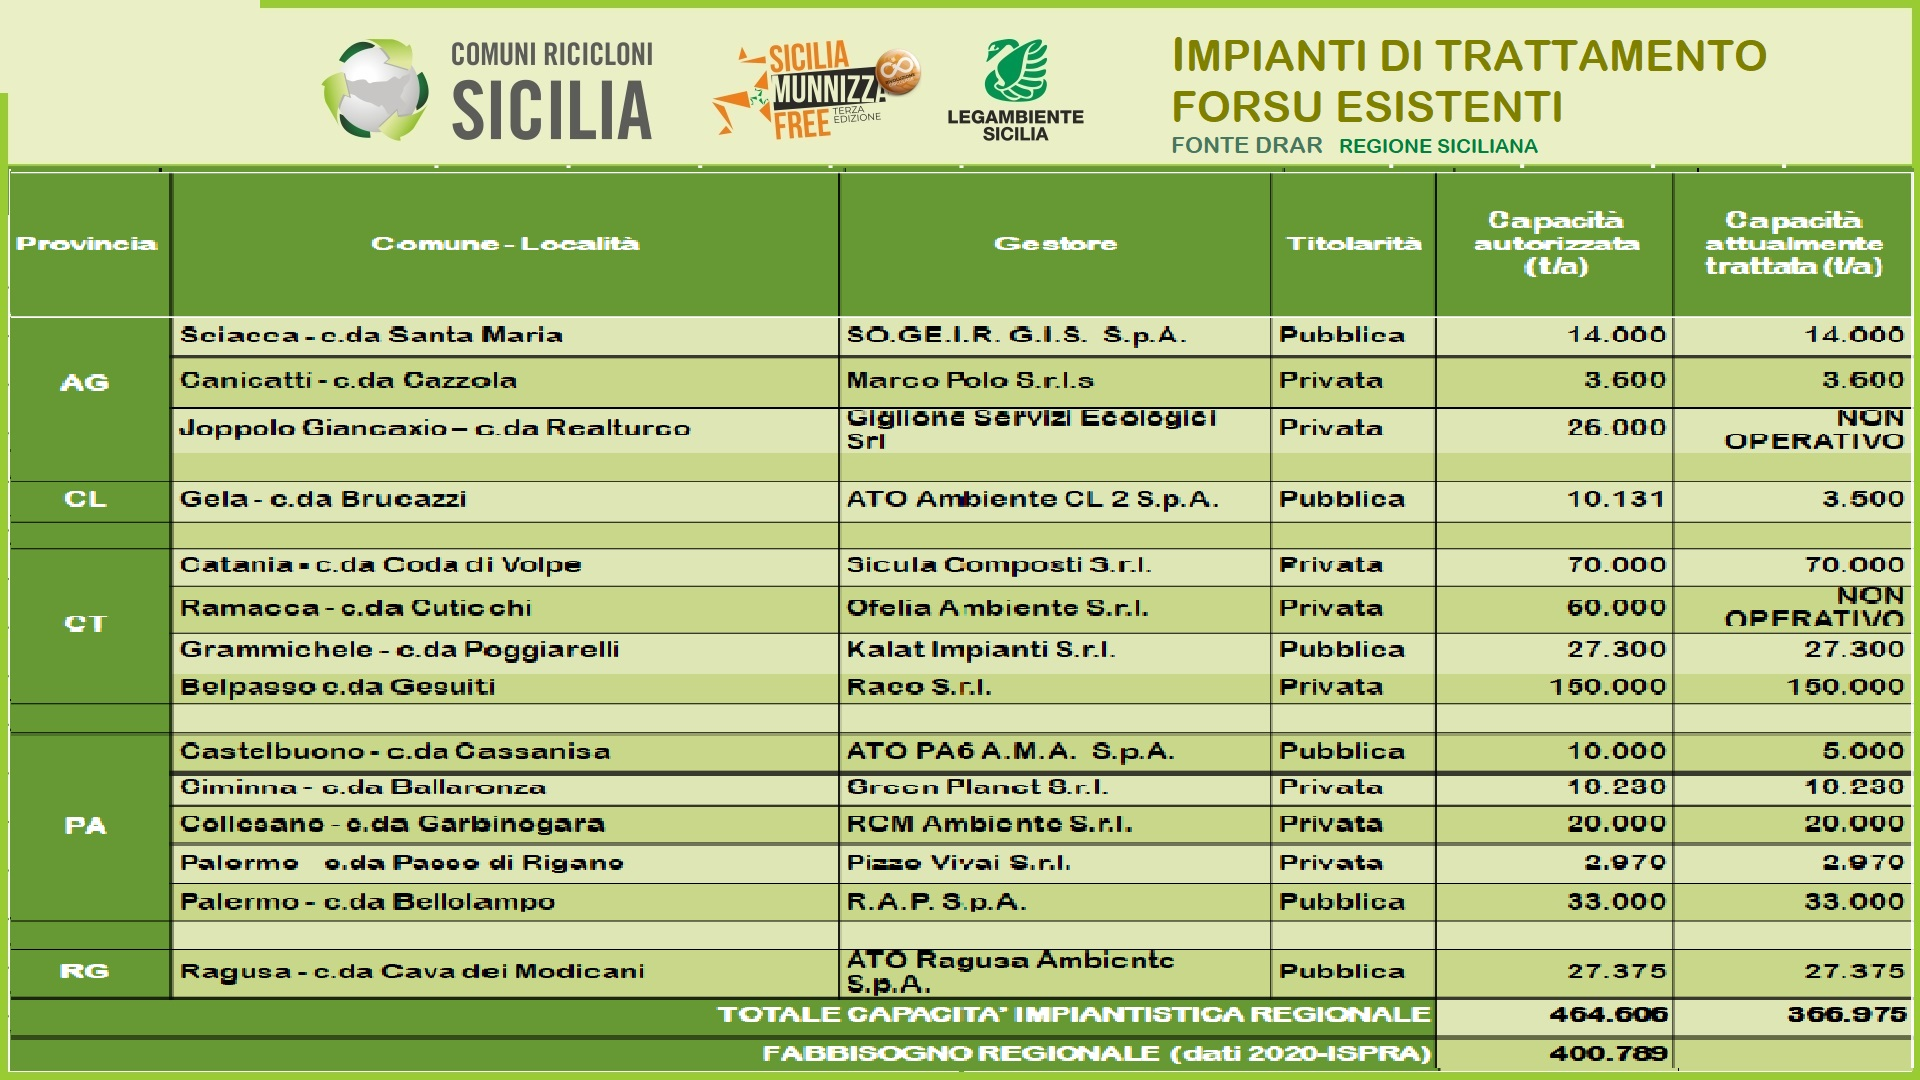 COMUNI RICICLONI
SICILIA
SICILIA
MUNNIZZA
FREE TERZA EDIZIONE
LEGAMBIENTE
SICILIA
IMPIANTI DI TRATTAMENTO
FORSU ESISTENTI
FONTE DRAR REGIONE SICILIANA
Provincia Comune - Località Gestore Titolarità Capacità autorizzata (t/a) Capacità attualmente trattata (t/a)
AG
Sciacca - c.da Santa Maria SO.GE.I.R. G.I.S. S.p.A. Pubblica 14.000 14.000
Canicattì - c.da Cazzola Marco Polo S.r.l.s Privata 3.600 3.600
Joppolo Giancaxio – c.da Realturco Giglione Servizi Ecologici Srl Privata 26.000 NON OPERATIVO
CL Gela - c.da Brucazzi ATO Ambiente CL 2 S.p.A. Pubblica 10.131 3.500
CT
Catania - c.da Coda di Volpe Sicula Composti S.r.l. Privata 70.000 70.000
Ramacca - c.da Cuticchi Ofelia Ambiente S.r.l. Privata 60.000 NON OPERATIVO
Grammichele - c.da Poggiarelli Kalat Impianti S.r.l. Pubblica 27.300 27.300
Belpasso c.da Gesuiti Raco S.r.l. Privata 150.000 150.000
PA
Castelbuono - c.da Cassanisa ATO PA6 A.M.A. S.p.A. Pubblica 10.000 5.000
Ciminna - c.da Ballaronza Green Planet S.r.l. Privata 10.230 10.230
Collesano - c.da Garbinogara RCM Ambiente S.r.l. Privata 20.000 20.000
Palermo c.da Passo di Rigano Pizzo Vivai S.r.l. Privata 2.970 2.970
Palermo - c.da Bellolampo R.A.P. S.p.A. Pubblica 33.000 33.000
RG Ragusa - c.da Cava dei Modicani ATO Ragusa Ambiente S.p.A. Pubblica 27.375 27.375
TOTALE CAPACITA' IMPIANTISTICA REGIONALE 464.606 366.975
FABBISOGNO REGIONALE (dati 2020-ISPRA) 400.789